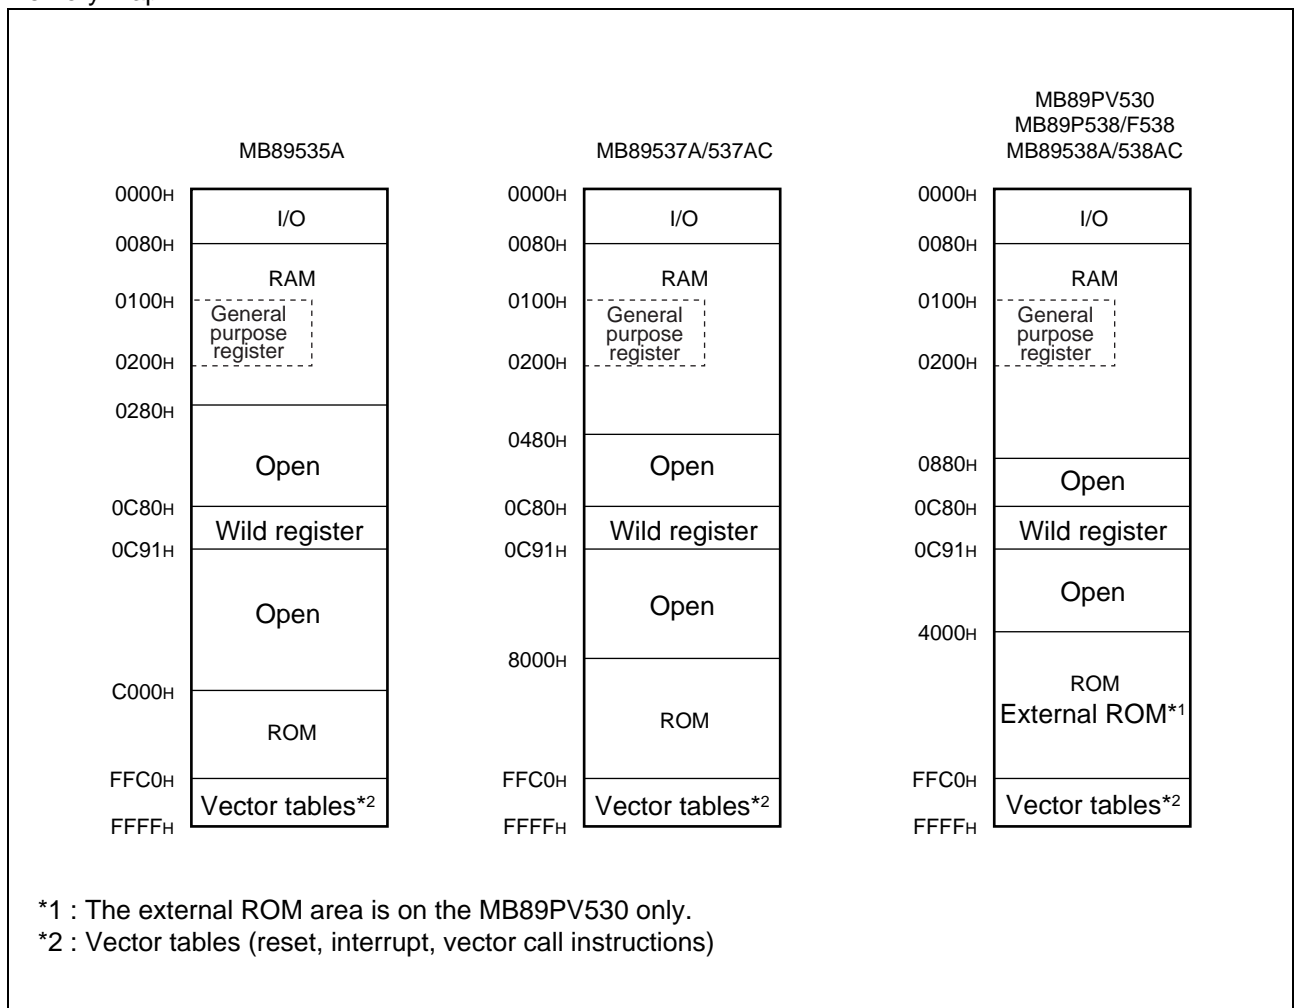 MB89535A
0000H
I/O
0080H
RAM
0100H
General
purpose
register
0200H
0280H
Open
0C80H
Wild register
0C91H
Open
C000H
ROM
FFC0H
Vector tables*2
FFFFH
MB89537A/537AC
0000H
I/O
0080H
RAM
0100H
General
purpose
register
0200H
0480H
Open
0C80H
Wild register
0C91H
Open
8000H
ROM
FFC0H
Vector tables*2
FFFFH
MB89PV530
MB89P538/F538
MB89538A/538AC
0000H
I/O
0080H
RAM
0100H
General
purpose
register
0200H
0880H
Open
0C80H
Wild register
0C91H
Open
4000H
ROM
External ROM*1
FFC0H
Vector tables*2
FFFFH
*1 : The external ROM area is on the MB89PV530 only.
*2 : Vector tables (reset, interrupt, vector call instructions)